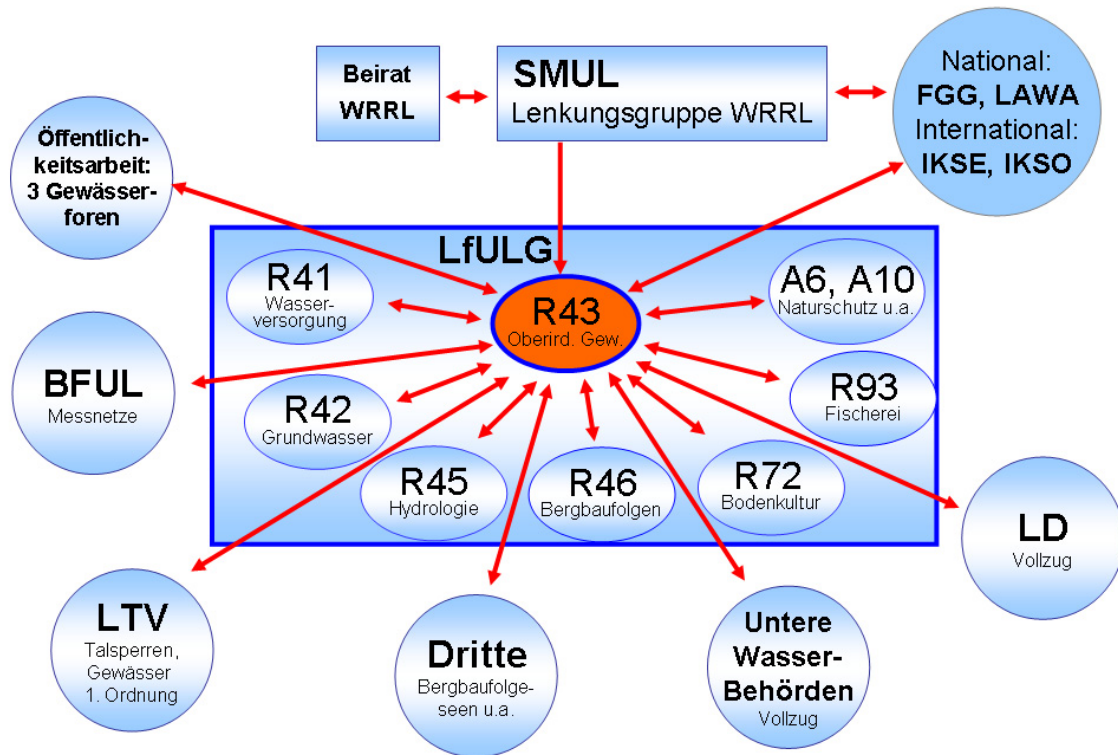 Beirat
WRRL
SMUL
Lenkungsgruppe WRRL
National:
FGG, LAWA
International:
IKSE, IKSO
Öffentlich-
keitsarbeit:
3 Gewässer-
foren
LfULG
R41
Wasser-
versorgung
R43
Oberird. Gew.
A6, A10
Naturschutz u.a.
BFUL
Messnetze
R42
Grundwasser
R93
Fischerei
R45
Hydrologie
R46
Bergbaufolgen
R72
Bodenkultur
LD
Vollzug
LTV
Talsperren,
Gewässer
1. Ordnung
Dritte
Bergbaufolge-
seen u.a.
Untere
Wasser-
Behörden
Vollzug